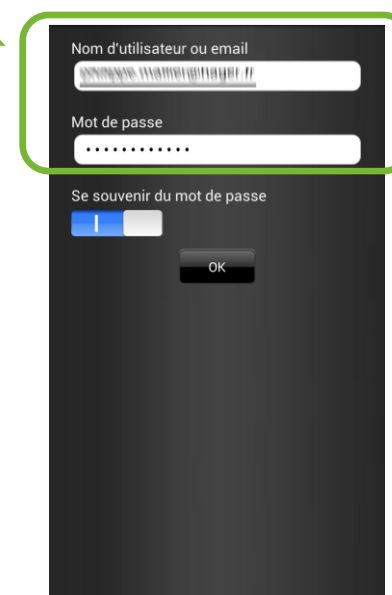 Nom d'utilisateur ou email
Mot de passe
••••••••••••
Se souvenir du mot de passe
OK